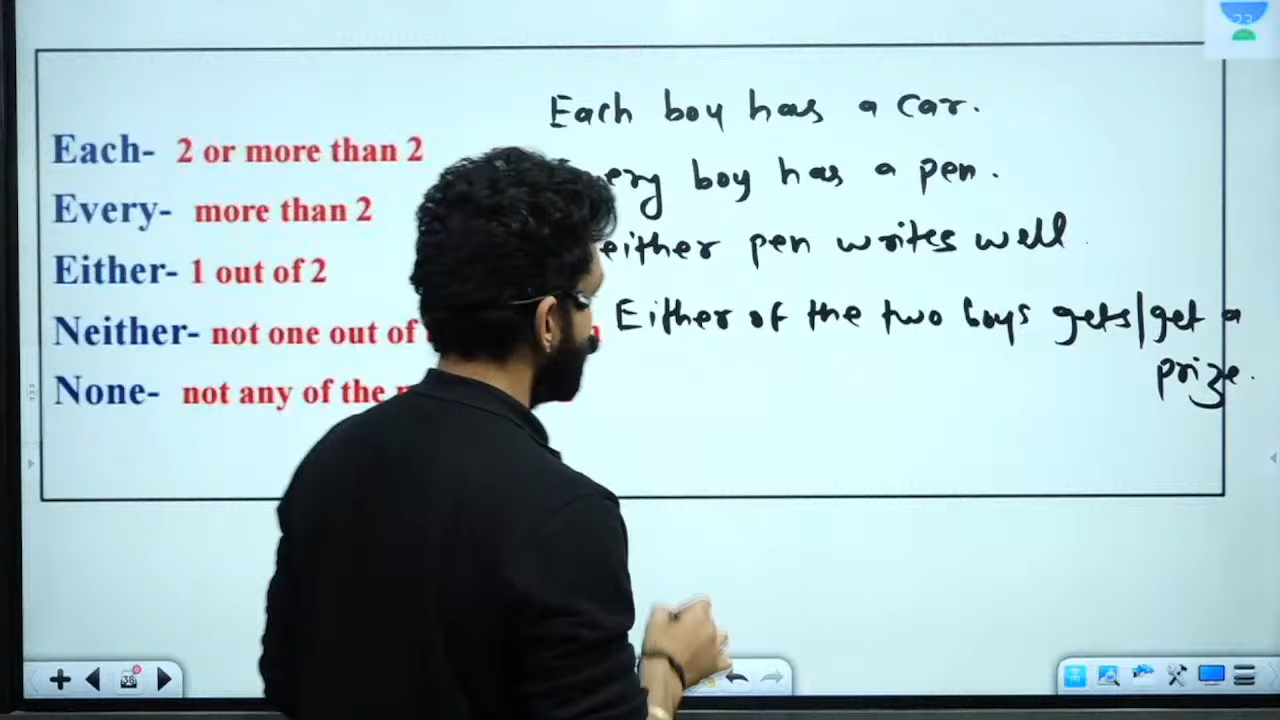 Each- 2 or more than 2
Every- more than 2
Either- 1 out of 2
Neither- not one out of
None- not any of the
Each boy has a car.
boy has a pen.
pen writes well.
Either of the two boys gets/get a
prize.
23
38